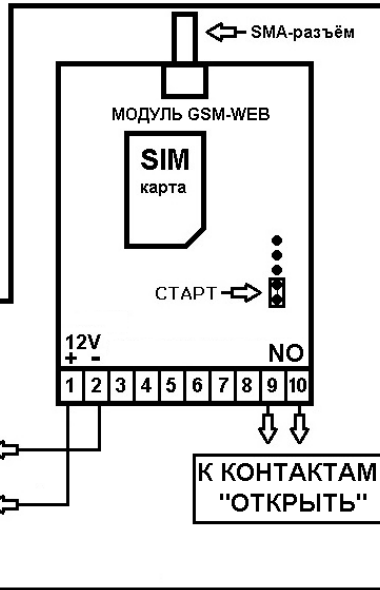 SMA-разъём
МОДУЛЬ GSM-WEB
SIM
карта
СТАРТ
12V
+ -
NO
1 2 3 4 5 6 7 8 9 10
К КОНТАКТАМ
"ОТКРЫТЬ"